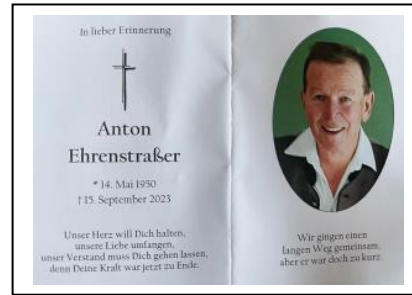 In lieber Erinnerung
Anton
Ehrenstraßer
* 14. Mai 1950
† 15. September 2023
Unser Herz will Dich halten,
unsere Liebe umfangen,
unser Verstand muss Dich gehen lassen,
denn Deine Kraft war jetzt zu Ende.
Wir gingen einen
langen Weg gemeinsam,
aber er war doch zu kurz.